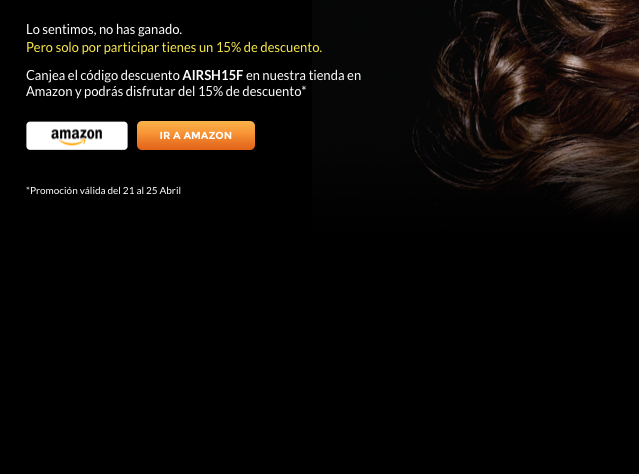 Lo sentimos, no has ganado.
Pero solo por participar tienes un 15% de descuento.
Canjea el código descuento AIRSH15F en nuestra tienda en
Amazon y podrás disfrutar del 15% de descuento*
amazon
IR A AMAZON
*Promoción válida del 21 al 25 Abril